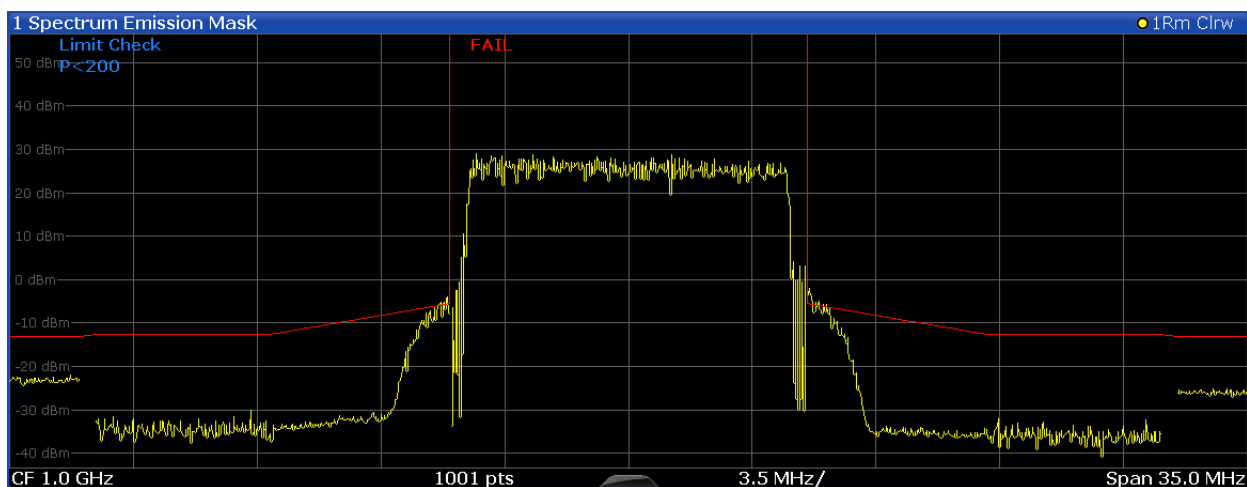 1 Spectrum Emission Mask
1Rm Clrw
Limit Check
FAIL
50 dBm
P<200
40 dBm
30 dBm
20 dBm
10 dBm
0 dBm
-10 dBm
-20 dBm
-30 dBm
-40 dBm
CF 1.0 GHz
1001 pts
3.5 MHz/
Span 35.0 MHz